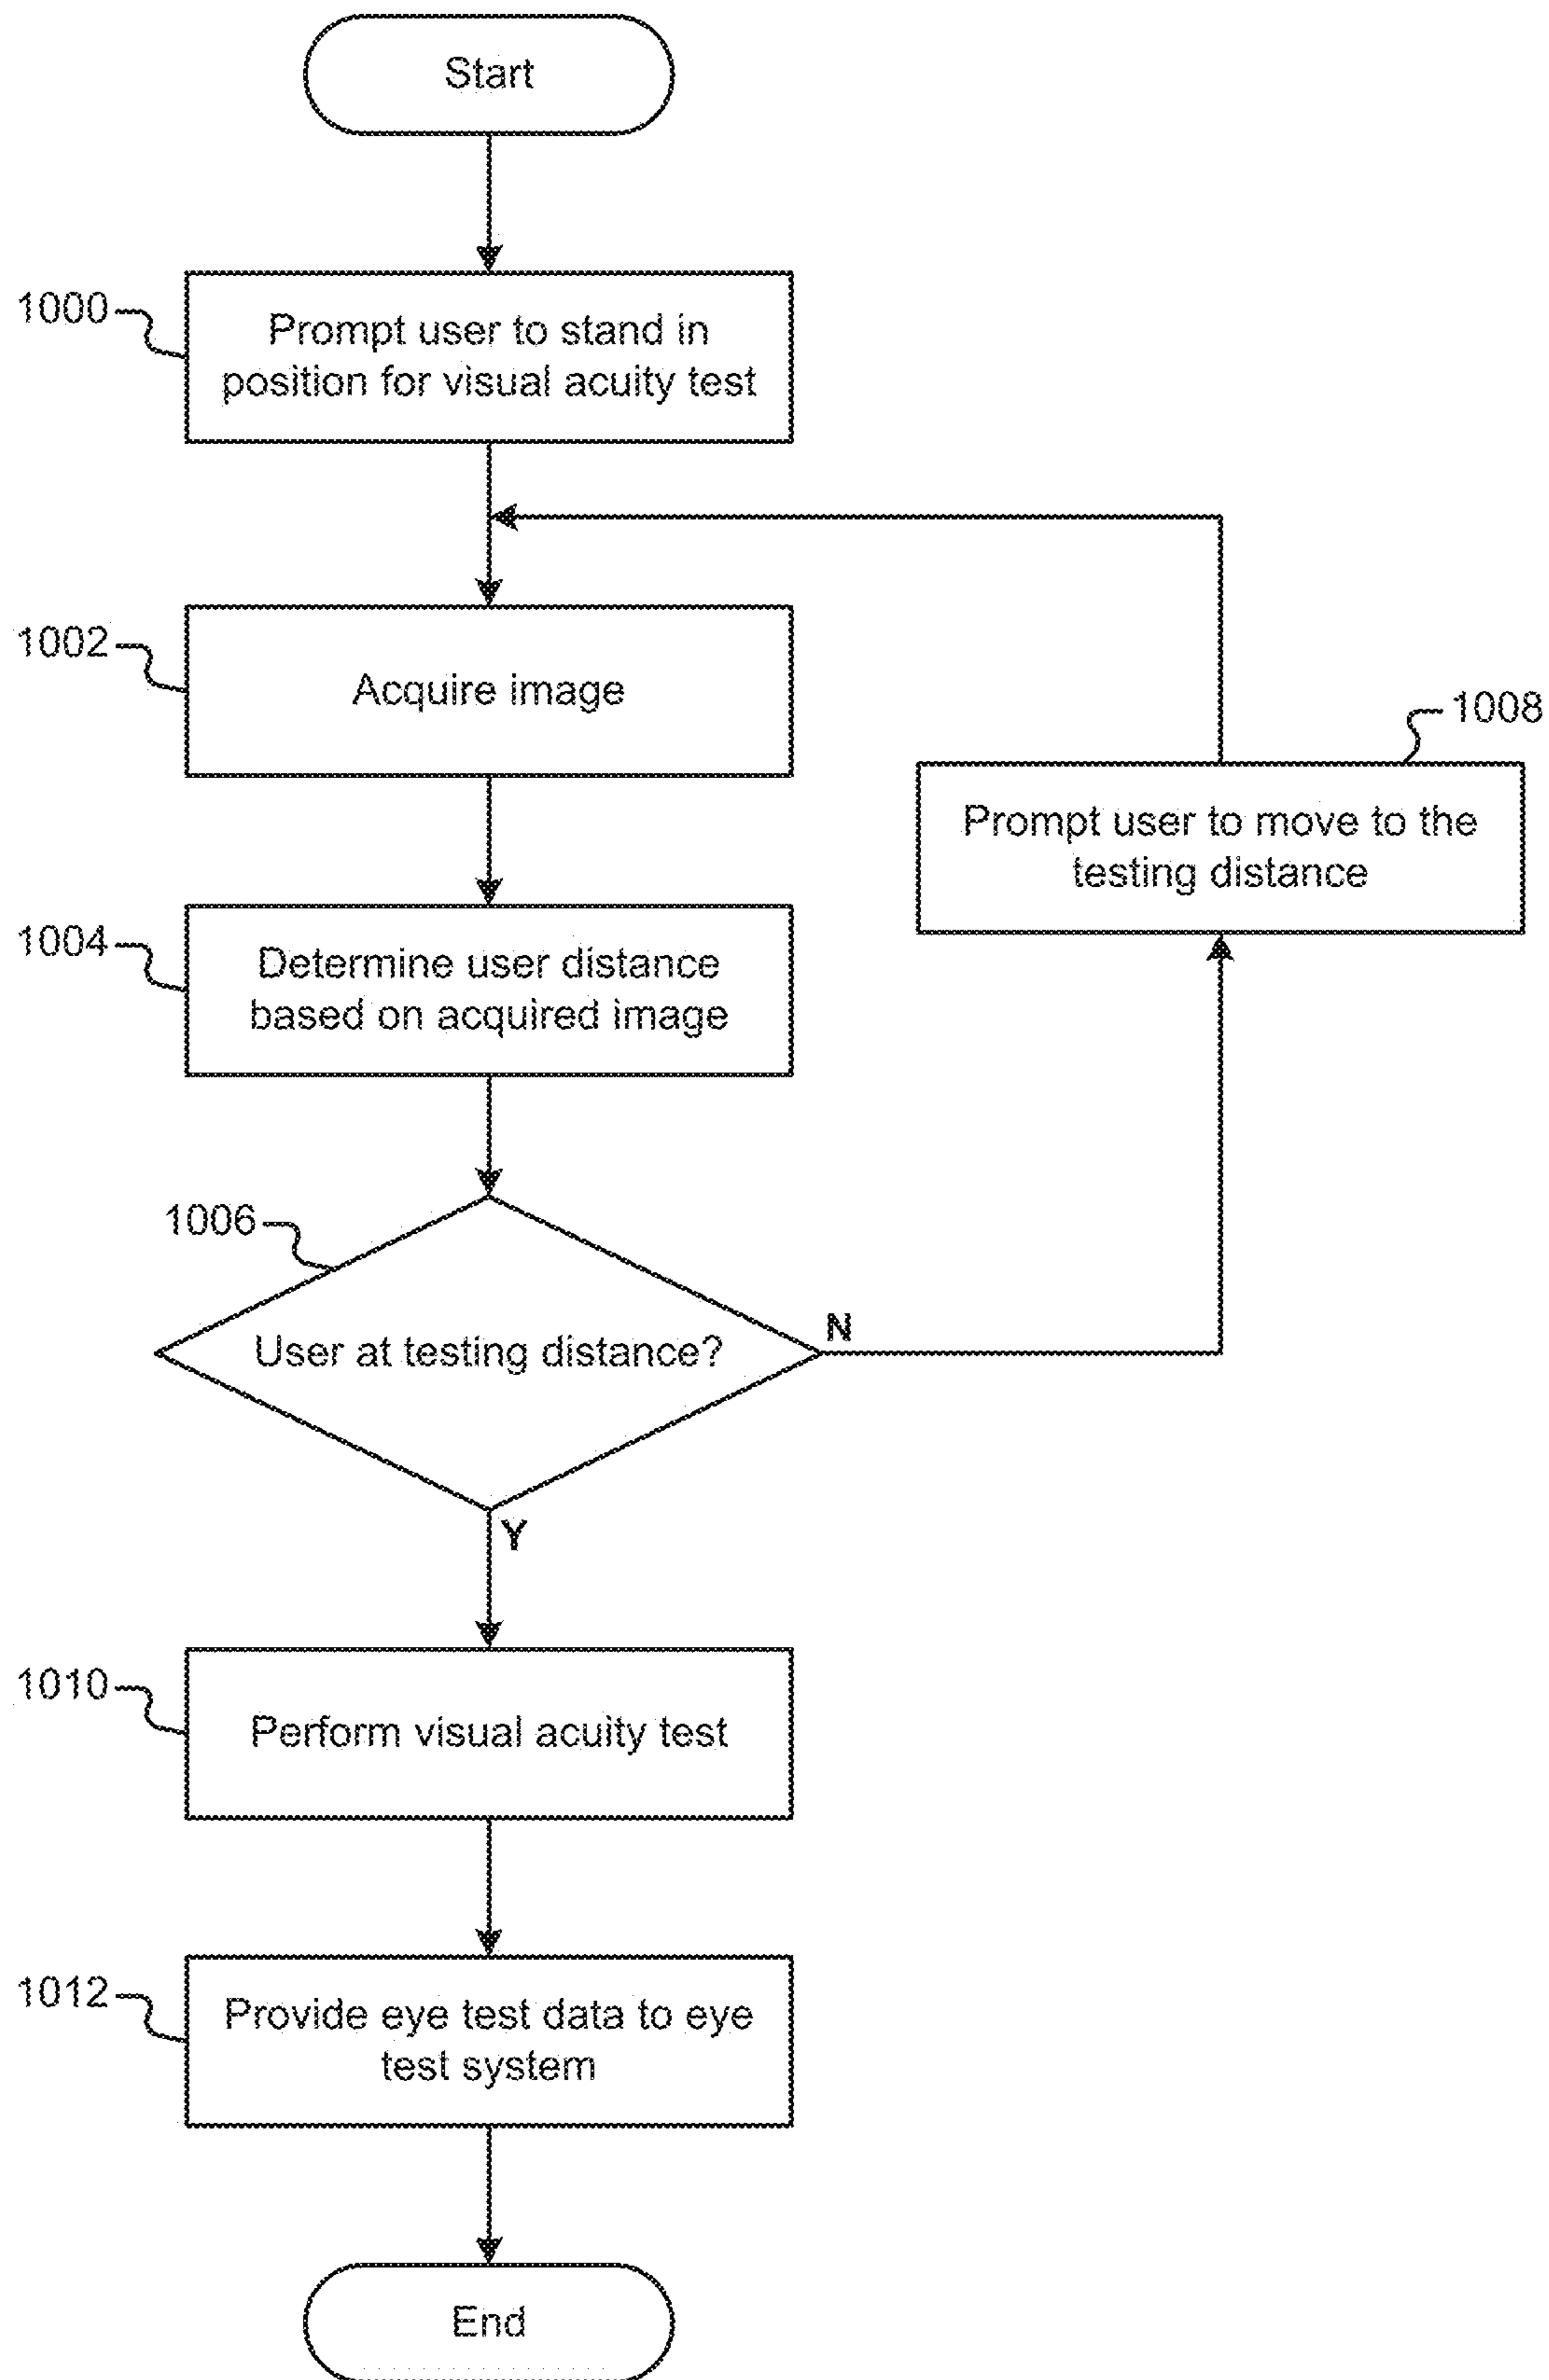 Start
1000
Prompt user to stand in
position for visual acuity test
1002
Acquire image
1008
Prompt user to move to the
testing distance
1004
Determine user distance
based on acquired image
1006
User at testing distance?
N
Y
1010
Perform visual acuity test
1012
Provide eye test data to eye
test system
End